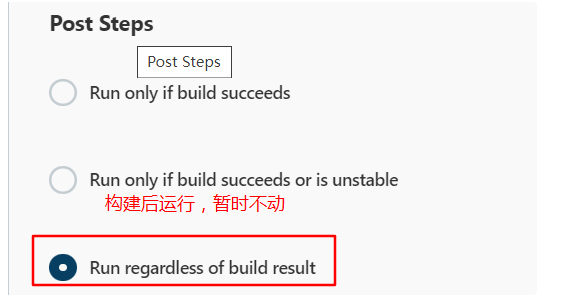 Post Steps
Post Steps
Run only if build succeeds
Run only if build succeeds or is unstable
构建后运行，暂时不动
Run regardless of build result